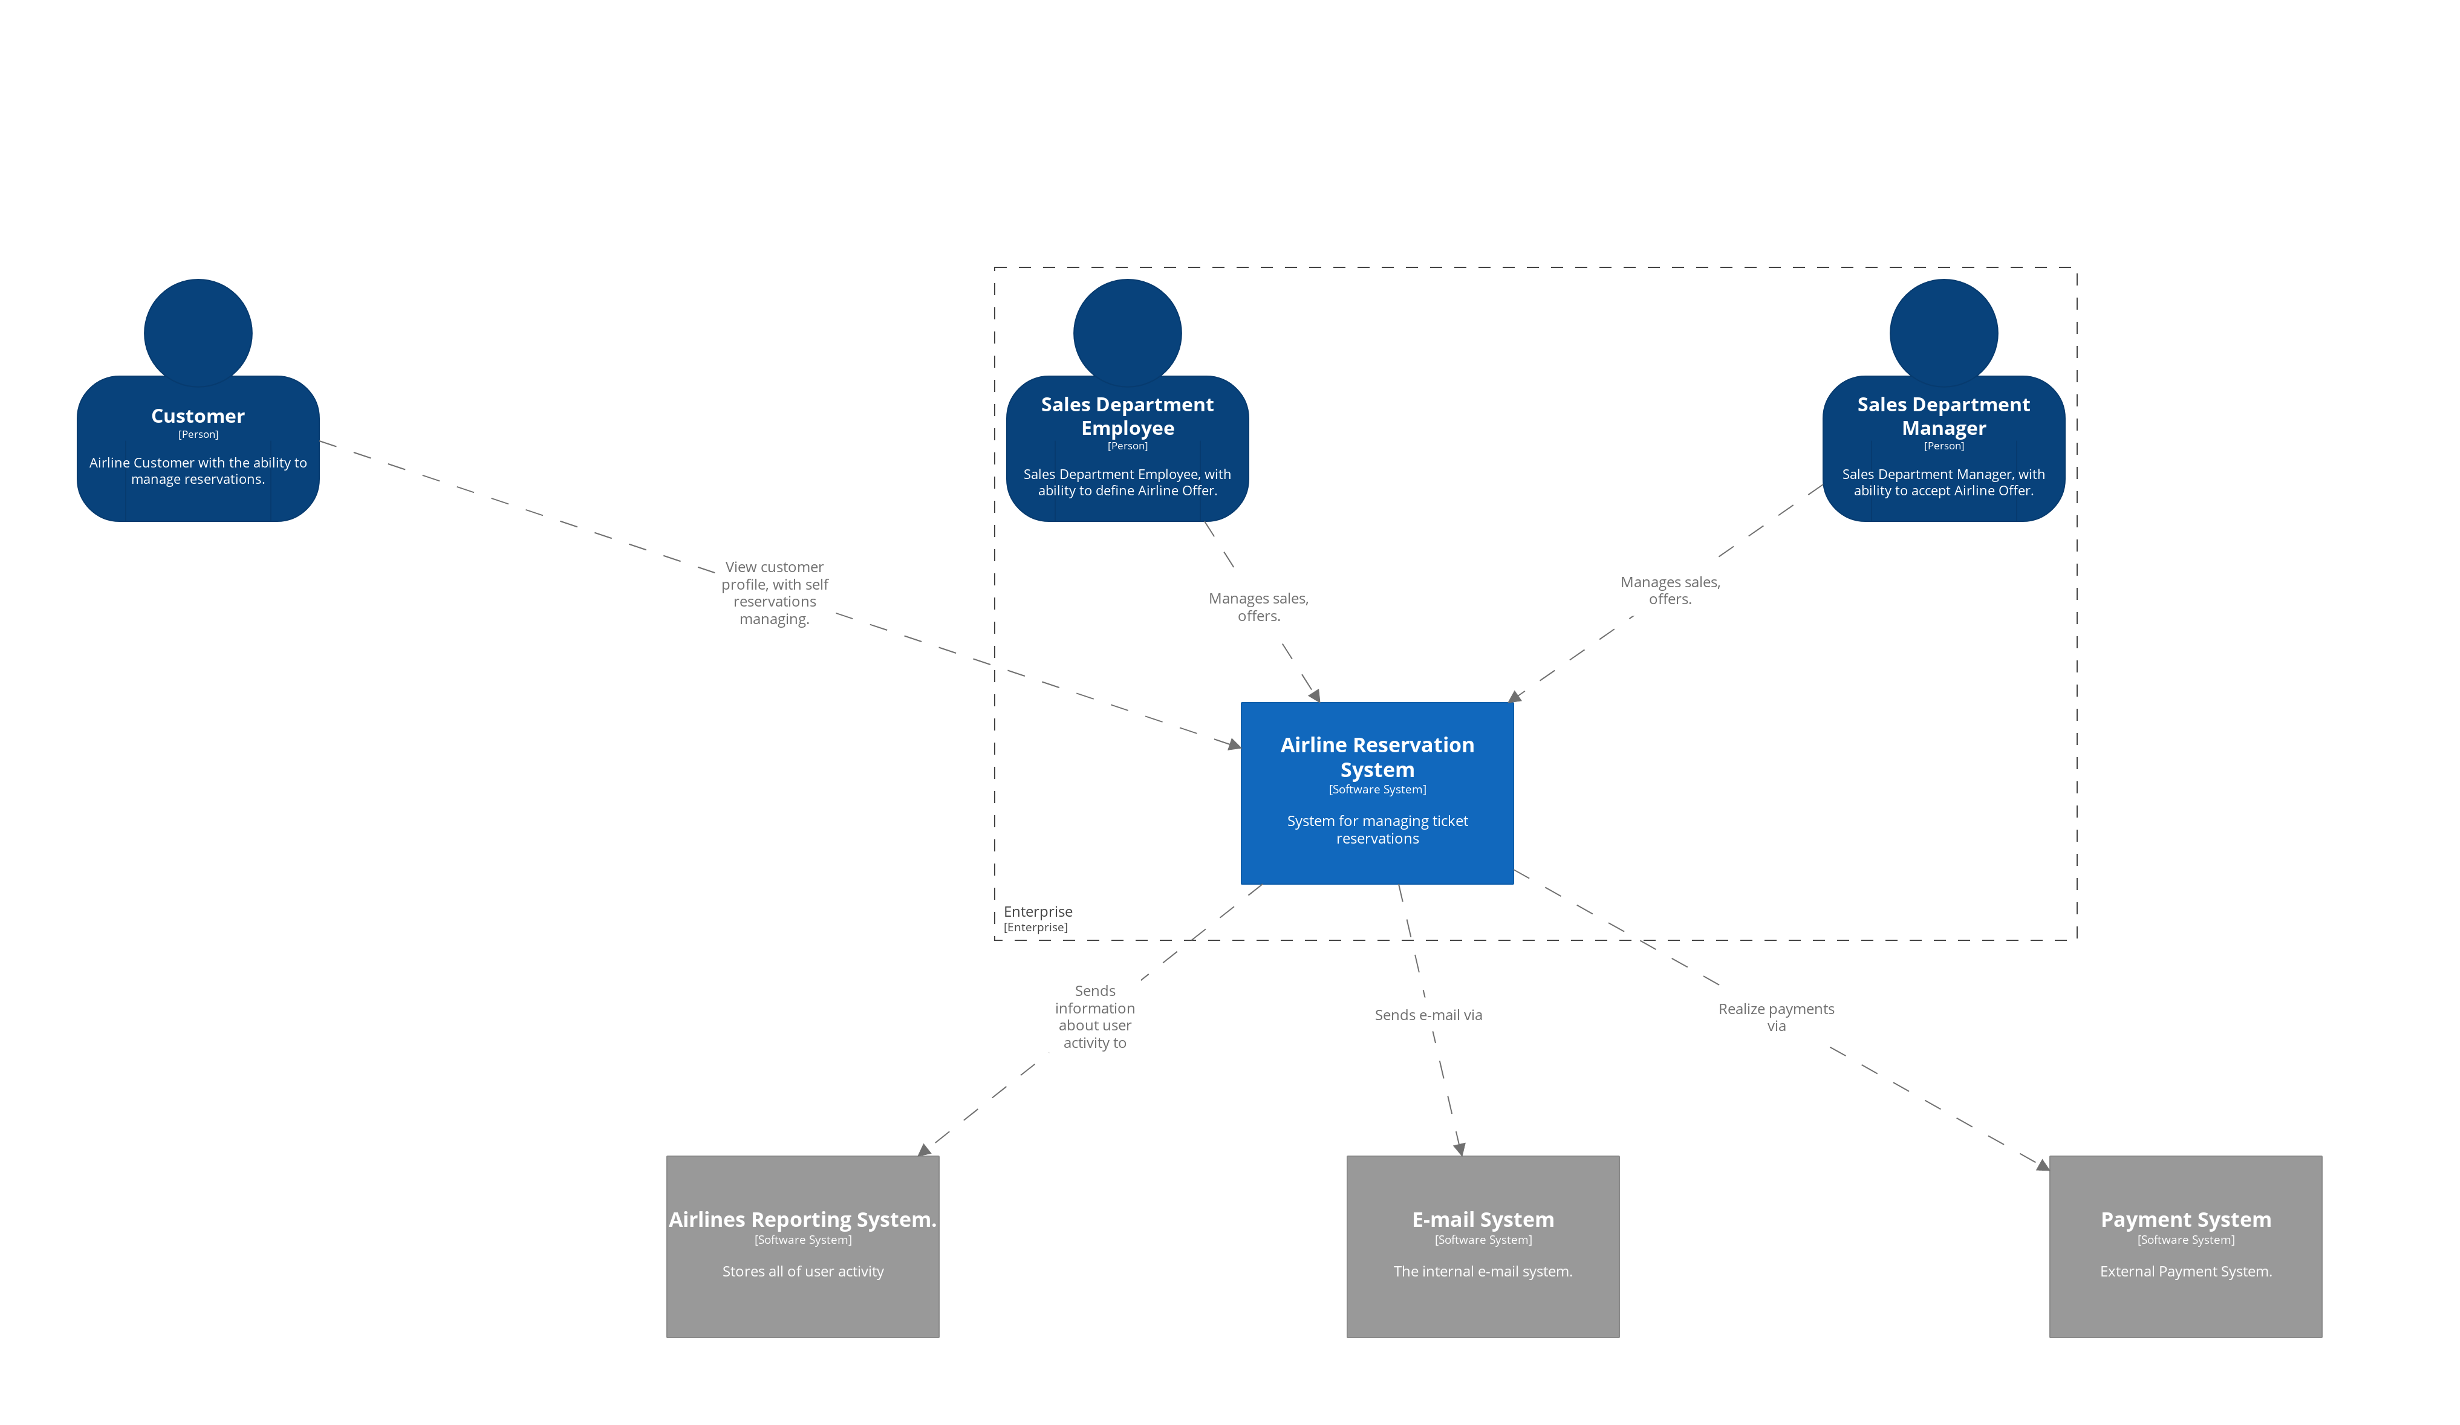 Customer
[Person]
Airline Customer with the ability to
manage reservations.
Sales Department
Employee
[Person]
Sales Department Employee, with
ability to define Airline Offer.
Sales Department
Manager
[Person]
Sales Department Manager, with
ability to accept Airline Offer.
View customer
profile, with self
reservations
managing.
Manages sales,
offers.
Manages sales,
offers.
Airline Reservation
System
[Software System]
System for managing ticket
reservations
Enterprise
[Enterprise]
Sends
information
about user
activity to
Sends e-mail via
Realize payments
via
Airlines Reporting System.
[Software System]
Stores all of user activity
E-mail System
[Software System]
The internal e-mail system.
Payment System
[Software System]
External Payment System.